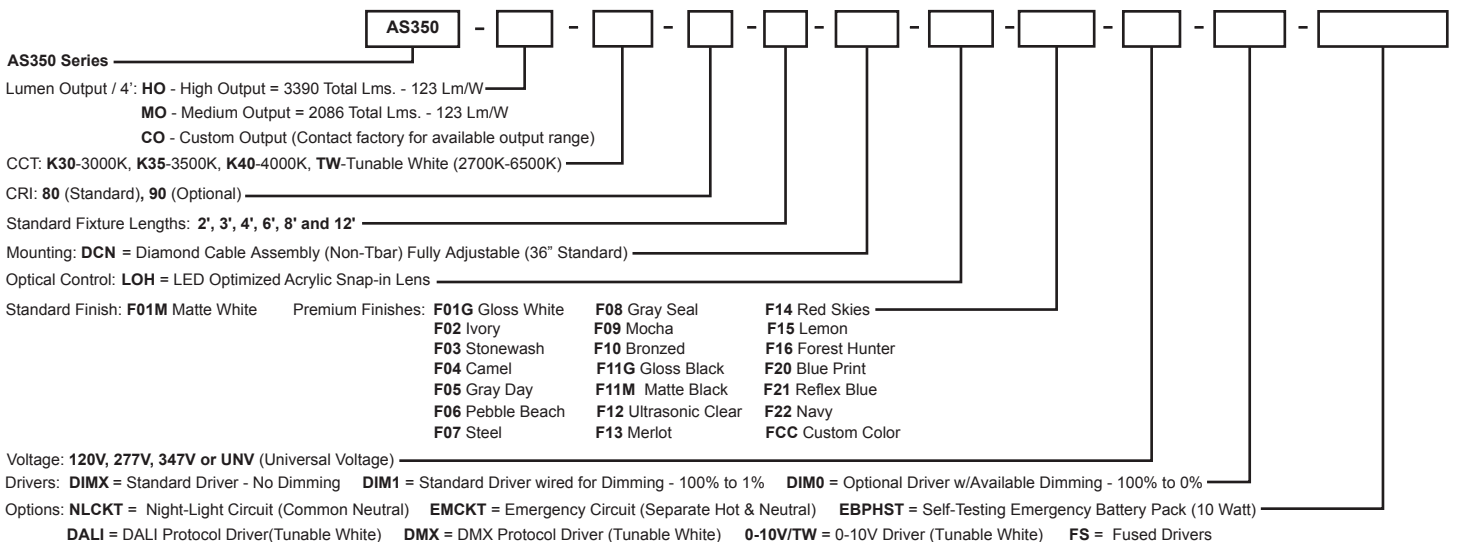 AS350 – – – – – – – – – –
AS350 Series
Lumen Output / 4': HO - High Output = 3390 Total Lms. - 123 Lm/W
MO - Medium Output = 2086 Total Lms. - 123 Lm/W
CO - Custom Output (Contact factory for available output range)
CCT: K30-3000K, K35-3500K, K40-4000K, TW-Tunable White (2700K-6500K)
CRI: 80 (Standard), 90 (Optional)
Standard Fixture Lengths: 2', 3', 4', 6', 8' and 12'
Mounting: DCN = Diamond Cable Assembly (Non-Tbar) Fully Adjustable (36” Standard)
Optical Control: LOH = LED Optimized Acrylic Snap-in Lens
Standard Finish: F01M Matte White Premium Finishes: F01G Gloss White F08 Gray Seal F14 Red Skies
F02 Ivory F09 Mocha F15 Lemon
F03 Stonewash F10 Bronzed F16 Forest Hunter
F04 Camel F11G Gloss Black F20 Blue Print
F05 Gray Day F11M Matte Black F21 Reflex Blue
F06 Pebble Beach F12 Ultrasonic Clear F22 Navy
F07 Steel F13 Merlot FCC Custom Color
Voltage: 120V, 277V, 347V or UNV (Universal Voltage)
Drivers: DIMX = Standard Driver - No Dimming DIM1 = Standard Driver wired for Dimming - 100% to 1% DIM0 = Optional Driver w/Available Dimming - 100% to 0%
Options: NLCKT = Night-Light Circuit (Common Neutral) EMCKT = Emergency Circuit (Separate Hot & Neutral) EBPHST = Self-Testing Emergency Battery Pack (10 Watt)
DALI = DALI Protocol Driver(Tunable White) DMX = DMX Protocol Driver (Tunable White) 0-10V/TW = 0-10V Driver (Tunable White) FS = Fused Drivers